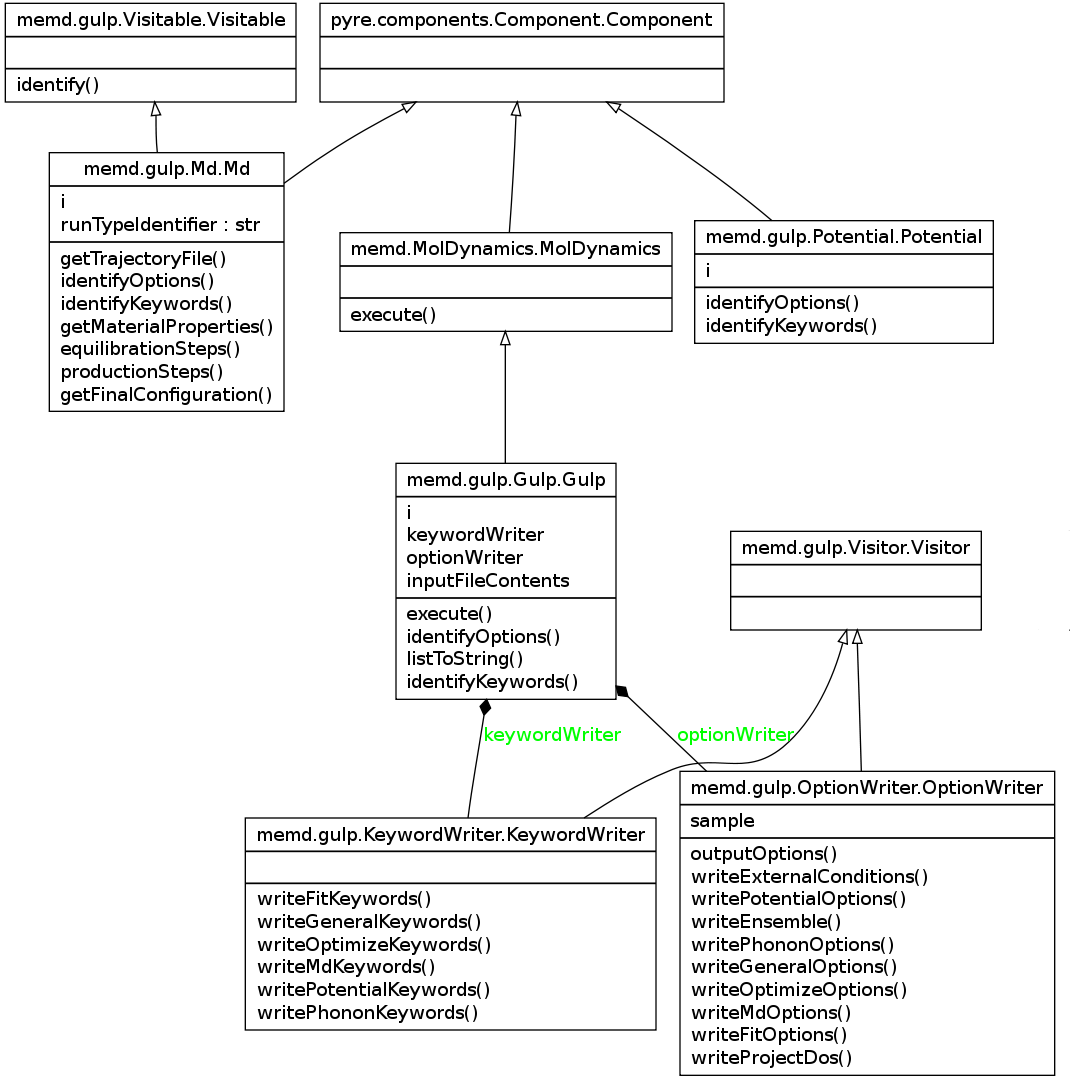 memd.gulp.Visitable.Visitable
identify()
pyre.components.Component.Component
memd.gulp.Md.Md
i
runTypeIdentifier : str
getTrajectoryFile()
identifyOptions()
identifyKeywords()
getMaterialProperties()
equilibrationSteps()
productionSteps()
getFinalConfiguration()
memd.MolDynamics.MolDynamics
execute()
memd.gulp.Potential.Potential
i
identifyOptions()
identifyKeywords()
memd.gulp.Gulp.Gulp
i
keywordWriter
optionWriter
inputFileContents
execute()
identifyOptions()
listToString()
identifyKeywords()
memd.gulp.Visitor.Visitor
keywordWriter
optionWriter
memd.gulp.KeywordWriter.KeywordWriter
writeFitKeywords()
writeGeneralKeywords()
writeOptimizeKeywords()
writeMdKeywords()
writePotentialKeywords()
writePhononKeywords()
memd.gulp.OptionWriter.OptionWriter
sample
outputOptions()
writeExternalConditions()
writePotentialOptions()
writeEnsemble()
writePhononOptions()
writeGeneralOptions()
writeOptimizeOptions()
writeMdOptions()
writeFitOptions()
writeProjectDos()